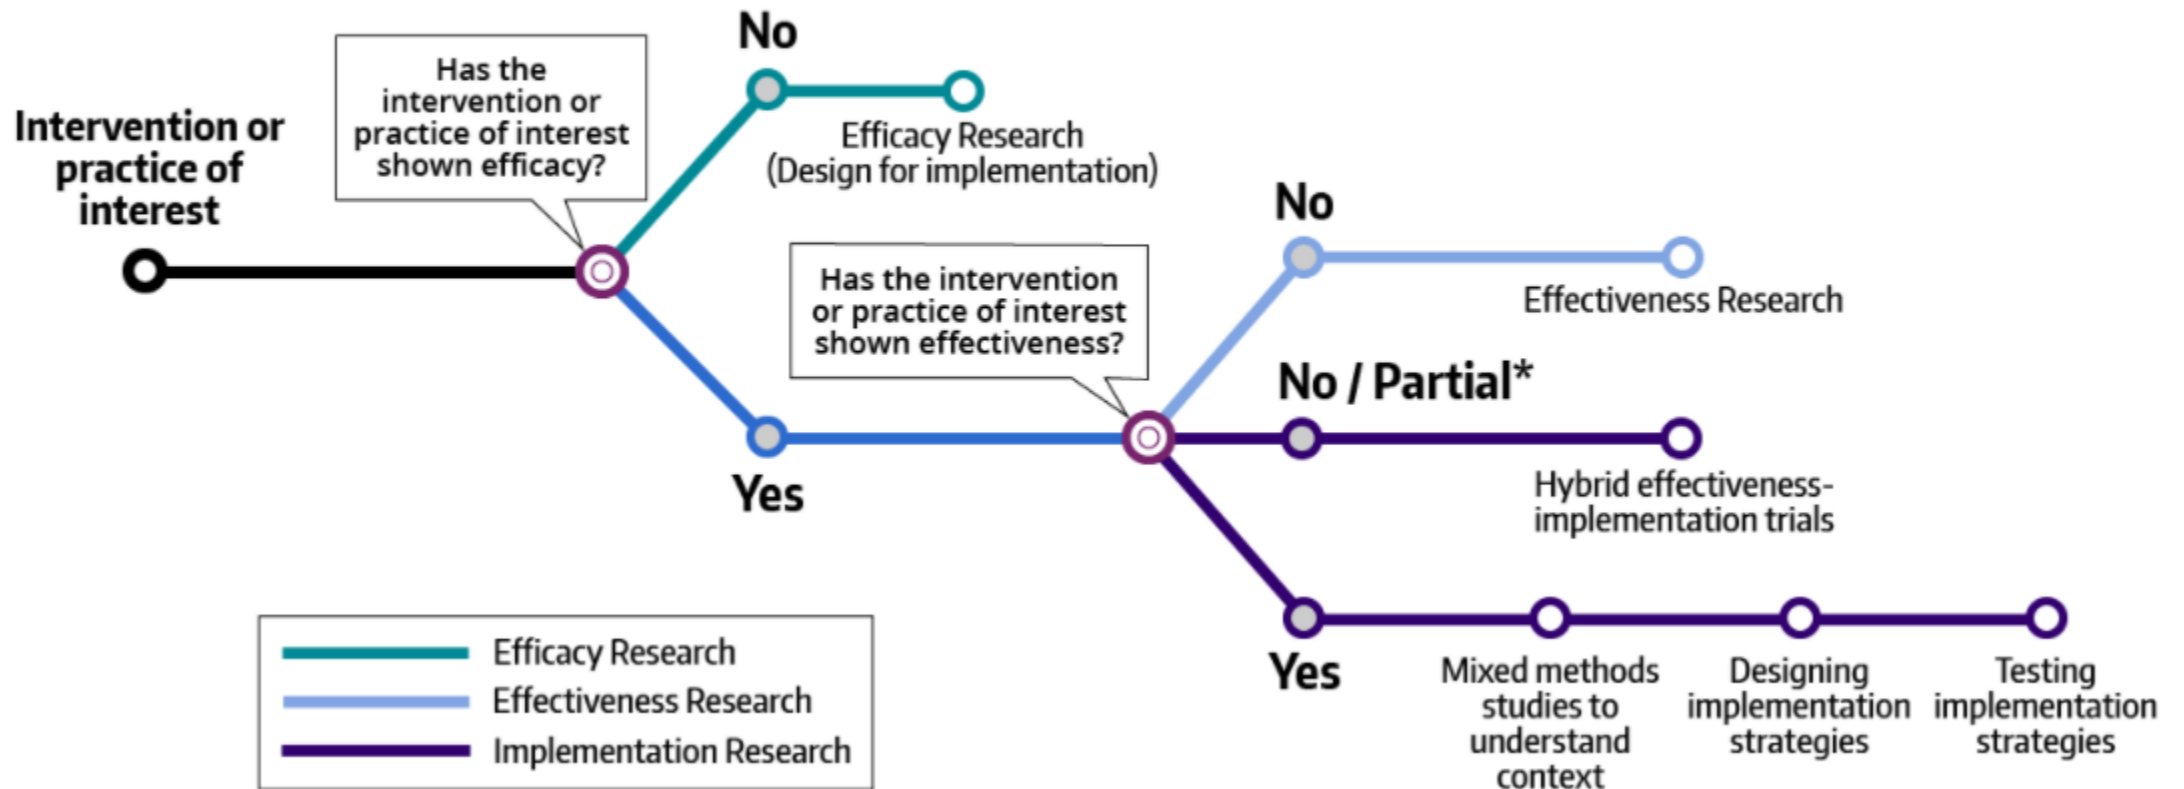 Intervention or
practice of
interest
Has the
intervention or
practice of interest
shown efficacy?
No
Efficacy Research
(Design for implementation)
Yes
Has the intervention
or practice of interest
shown effectiveness?
No
Effectiveness Research
No / Partial*
Hybrid effectiveness-
implementation trials
Yes
Mixed methods
studies to
understand
context
Designing
implementation
strategies
Testing
implementation
strategies
Efficacy Research
Effectiveness Research
Implementation Research